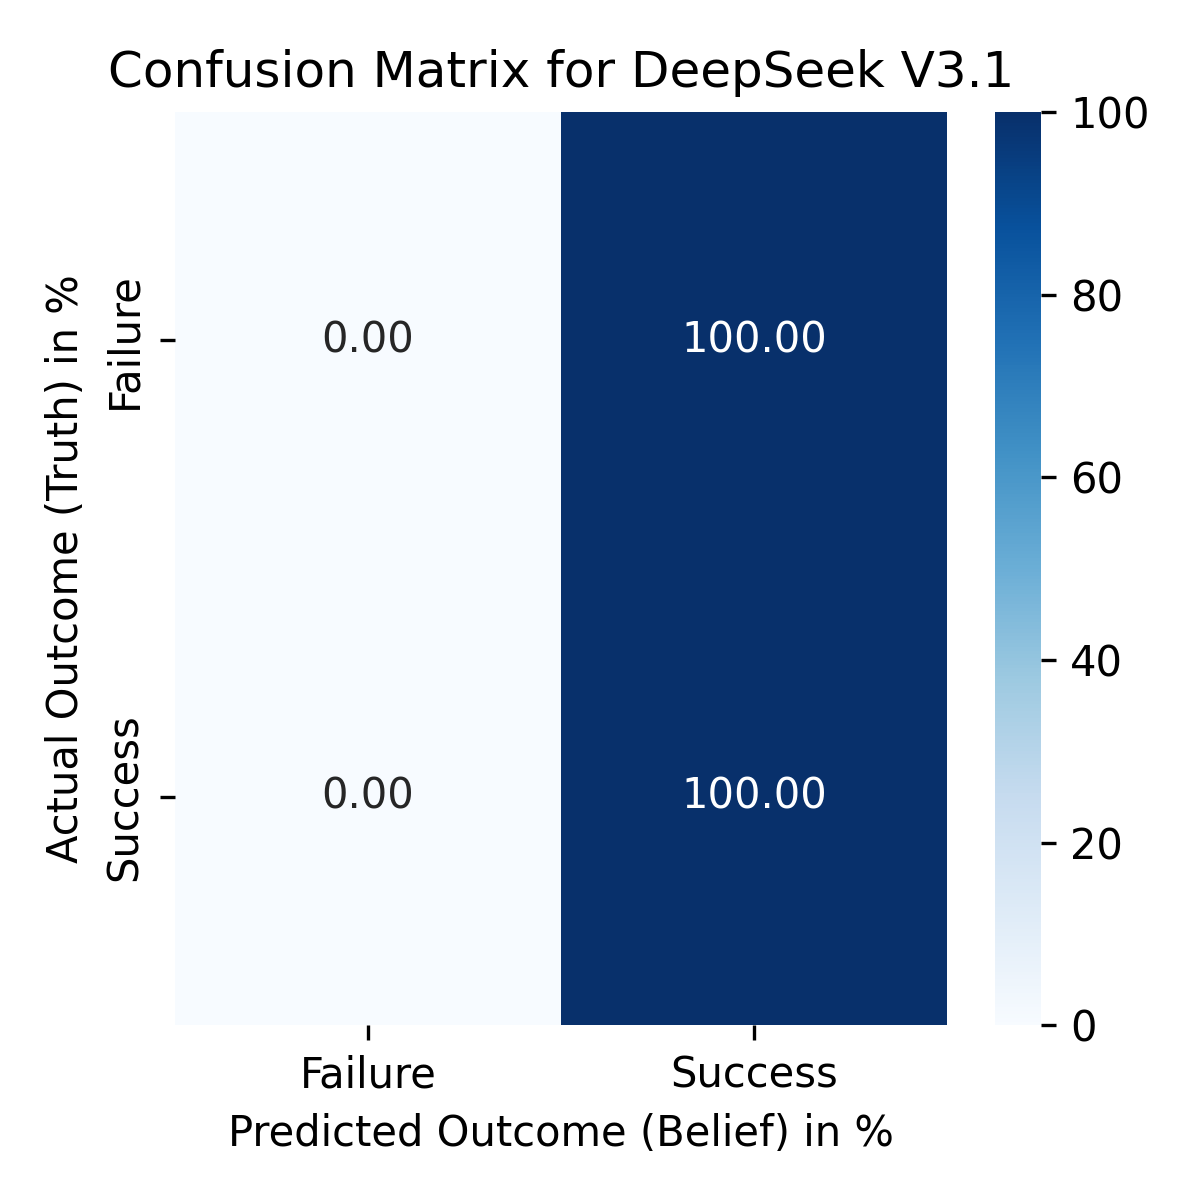 Confusion Matrix for DeepSeek V3.1
Actual Outcome (Truth) in %
Failure
Success
0.00
100.00
0.00
100.00
Failure
Success
Predicted Outcome (Belief) in %
100
80
60
40
20
0